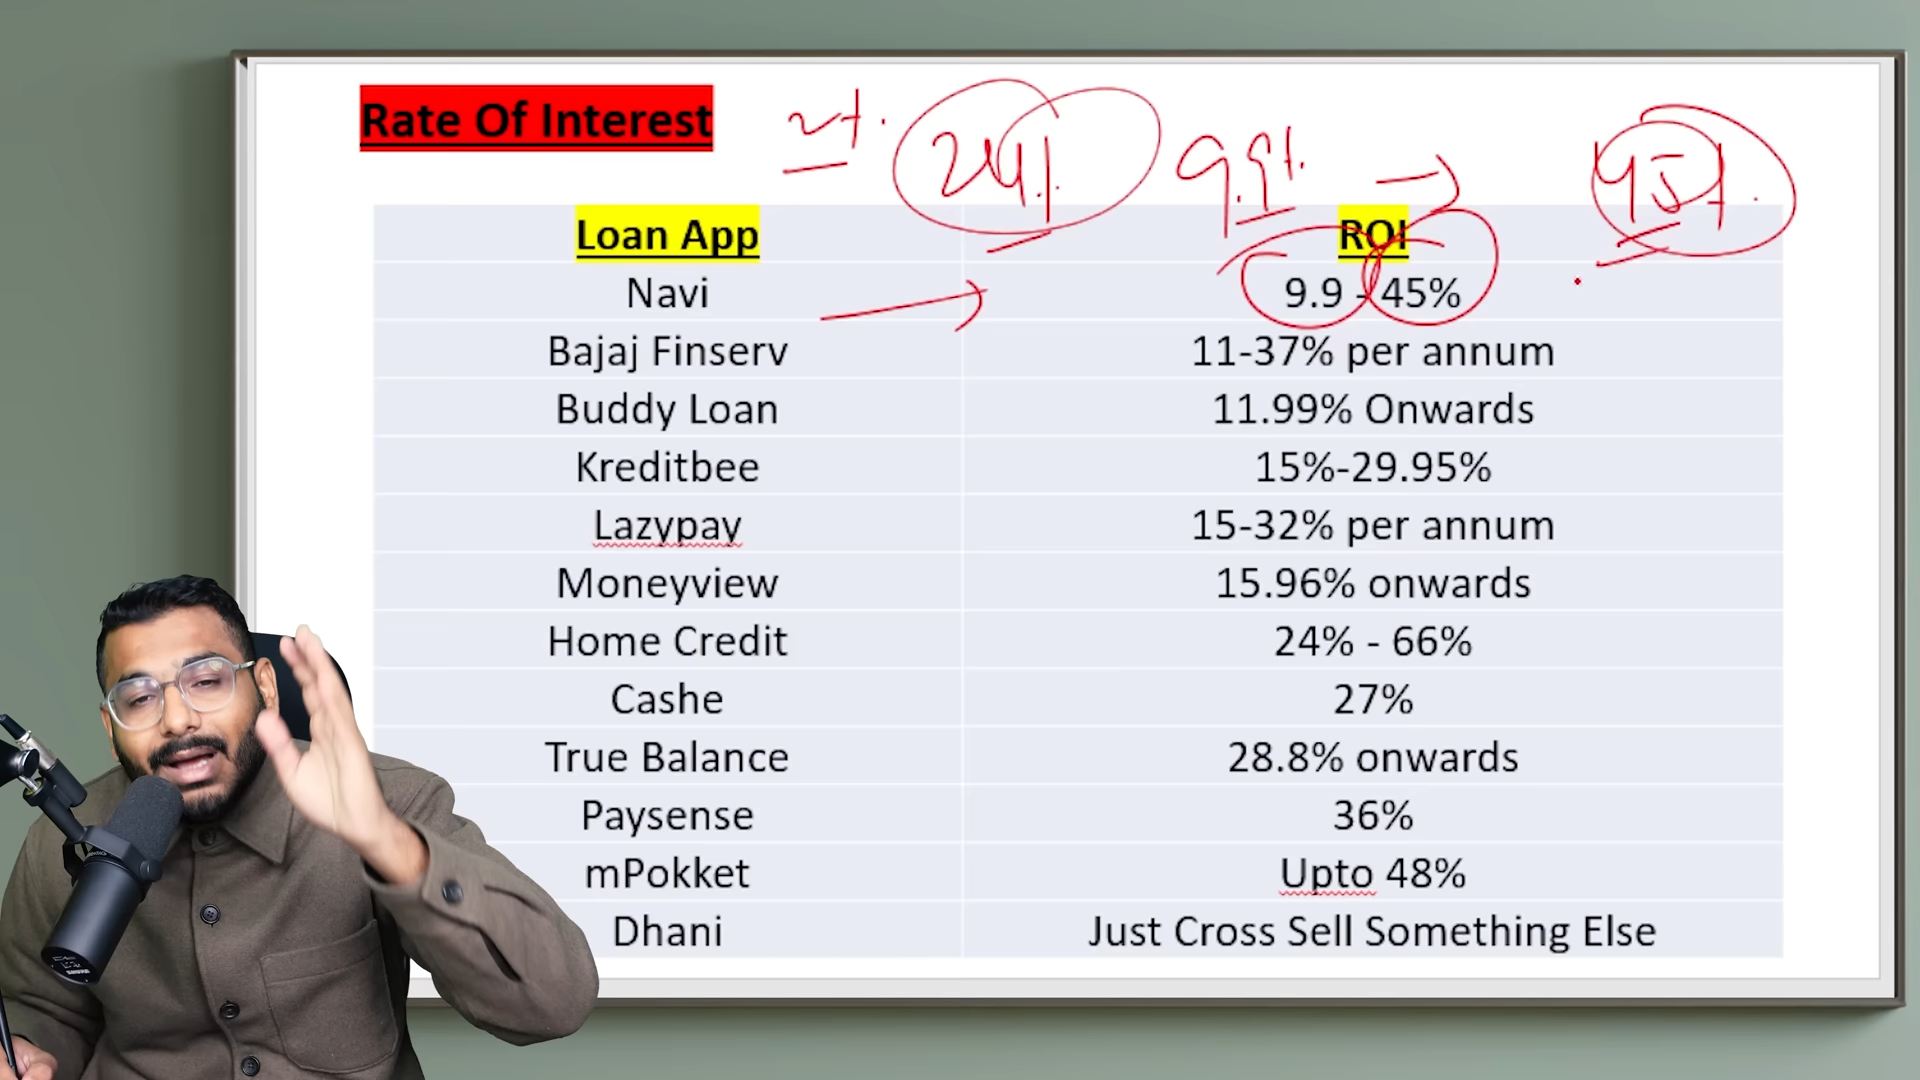 Rate Of Interest
2%.
24%
9.9%
45%.
Loan App ROI
Navi 9.9 - 45%
Bajaj Finserv 11-37% per annum
Buddy Loan 11.99% Onwards
Kreditbee 15%-29.95%
Lazypay 15-32% per annum
Moneyview 15.96% onwards
Home Credit 24% - 66%
Cashe 27%
True Balance 28.8% onwards
Paysense 36%
mPokket Upto 48%
Dhani Just Cross Sell Something Else